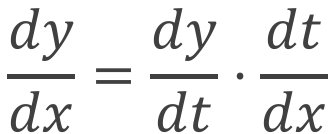 dy/dx = dy/dt · dt/dx